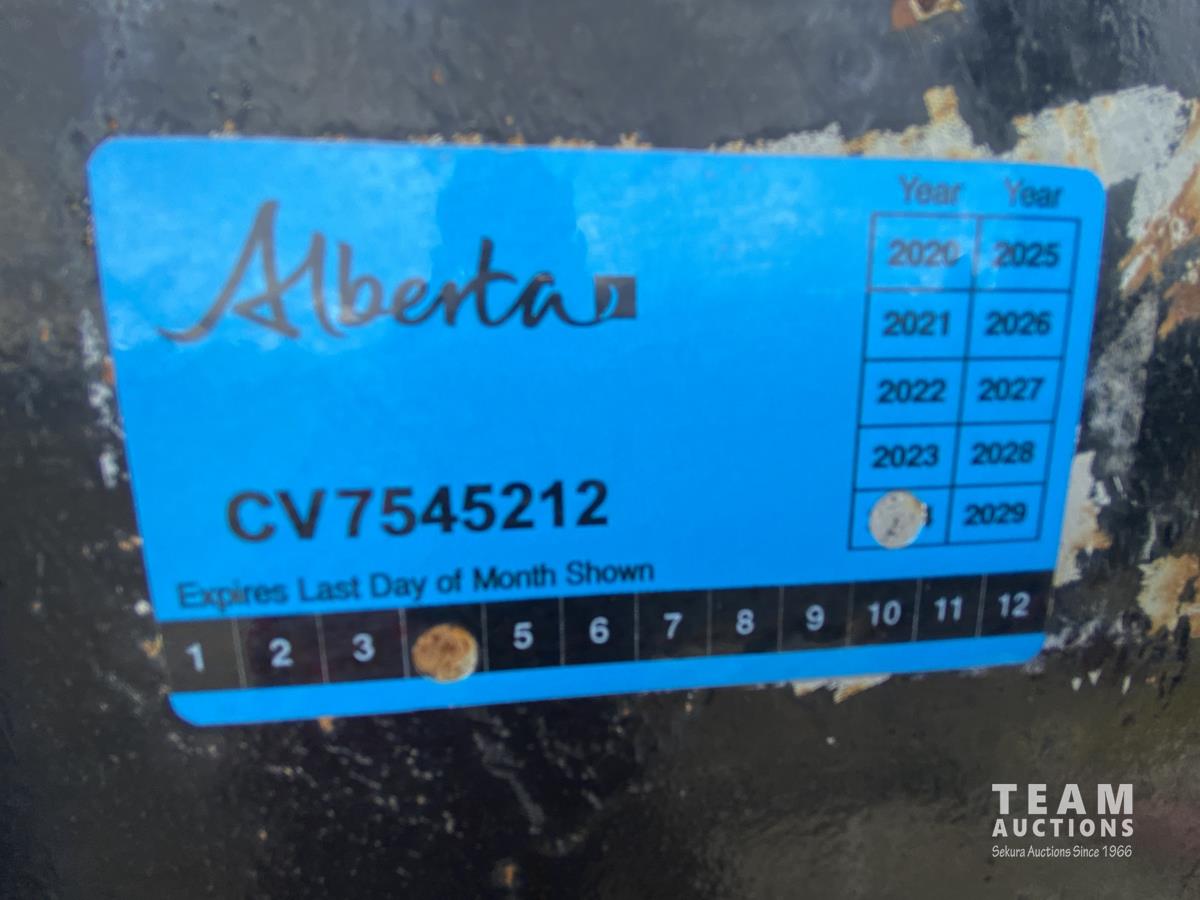 Alberta
Year Year
2020 2025
2021 2026
2022 2027
2023 2028
2029
CV7545212
Expires Last Day of Month Shown
1 2 3 5 6 7 8 9 10 11 12
TEAM
AUCTIONS
Sekura Auctions Since 1966